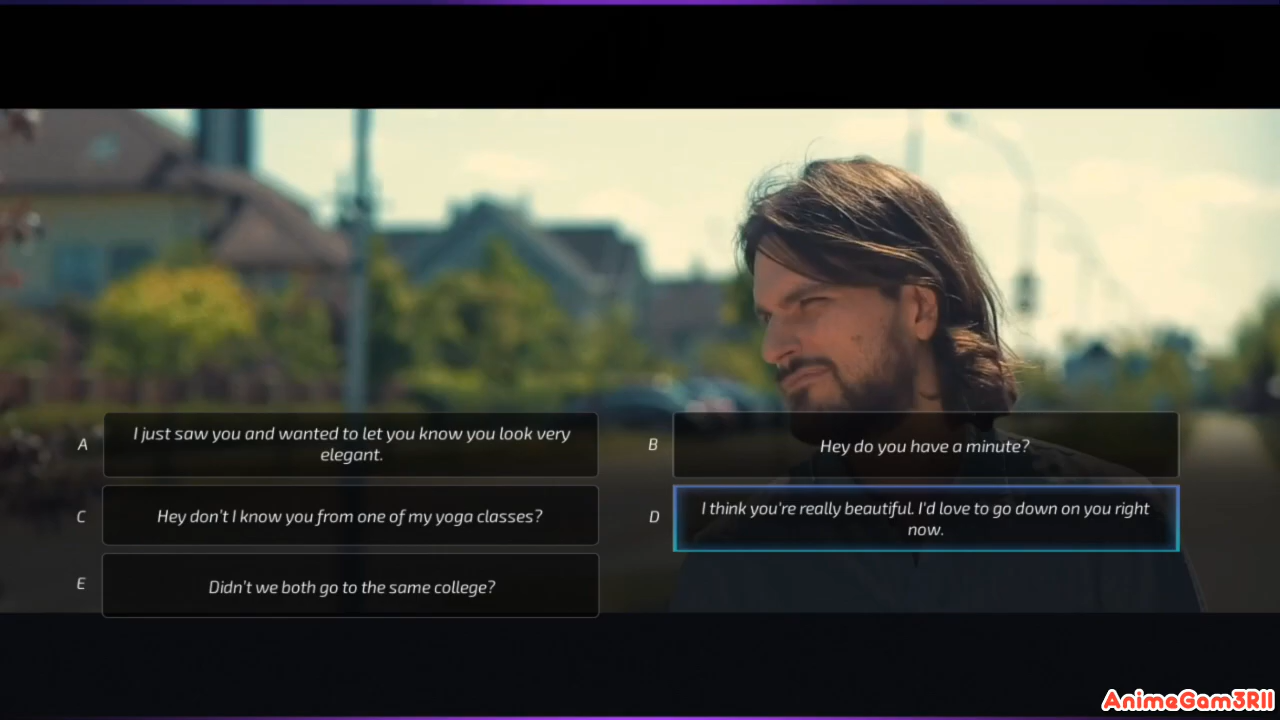 A
I just saw you and wanted to let you know you look very
elegant.
B
Hey do you have a minute?
C
Hey don't I know you from one of my yoga classes?
D
I think you're really beautiful. I'd love to go down on you right
now.
E
Didn't we both go to the same college?
AnimeGam3Rll